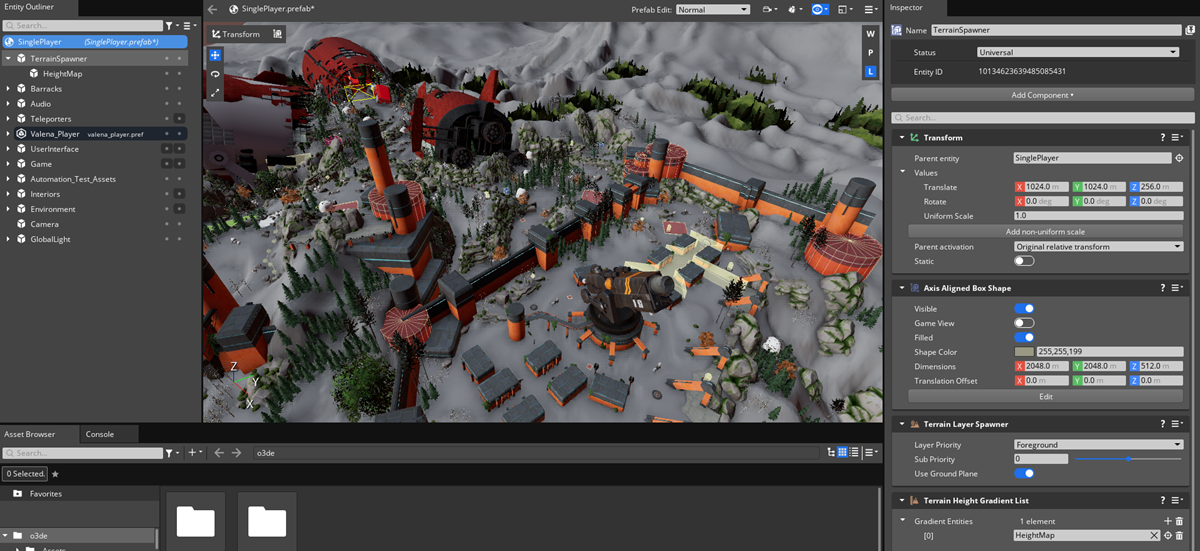 Entity Outliner
Search...
SinglePlayer (SinglePlayer.prefab*)
TerrainSpawner
HeightMap
Barracks
Audio
Teleporters
Valena_Player valena_player.pref
UserInterface
Game
Automation_Test_Assets
Interiors
Environment
Camera
GlobalLight
SinglePlayer.prefab*
Prefab Edit: Normal
Transform
W
P
L
Z
Y
X
Asset Browser Console
Search...
o3de
0 Selected.
Favorites
o3de
Assets
Inspector
Name TerrainSpawner
Status Universal
Entity ID 10134623639485085431
Add Component
Search...
Transform ?
Parent entity SinglePlayer
Values
Translate X 1024.0 m Y 1024.0 m Z 256.0 m
Rotate X 0.0 deg Y 0.0 deg Z 0.0 deg
Uniform Scale 1.0
Add non-uniform scale
Parent activation Original relative transform
Static
Axis Aligned Box Shape ?
Visible
Game View
Filled
Shape Color 255,255,199
Dimensions X 2048.0 m Y 2048.0 m Z 512.0 m
Translation Offset X 0.0 m Y 0.0 m Z 0.0 m
Edit
Terrain Layer Spawner ?
Layer Priority Foreground
Sub Priority 0
Use Ground Plane
Terrain Height Gradient List ?
Gradient Entities 1 element
[0] HeightMap